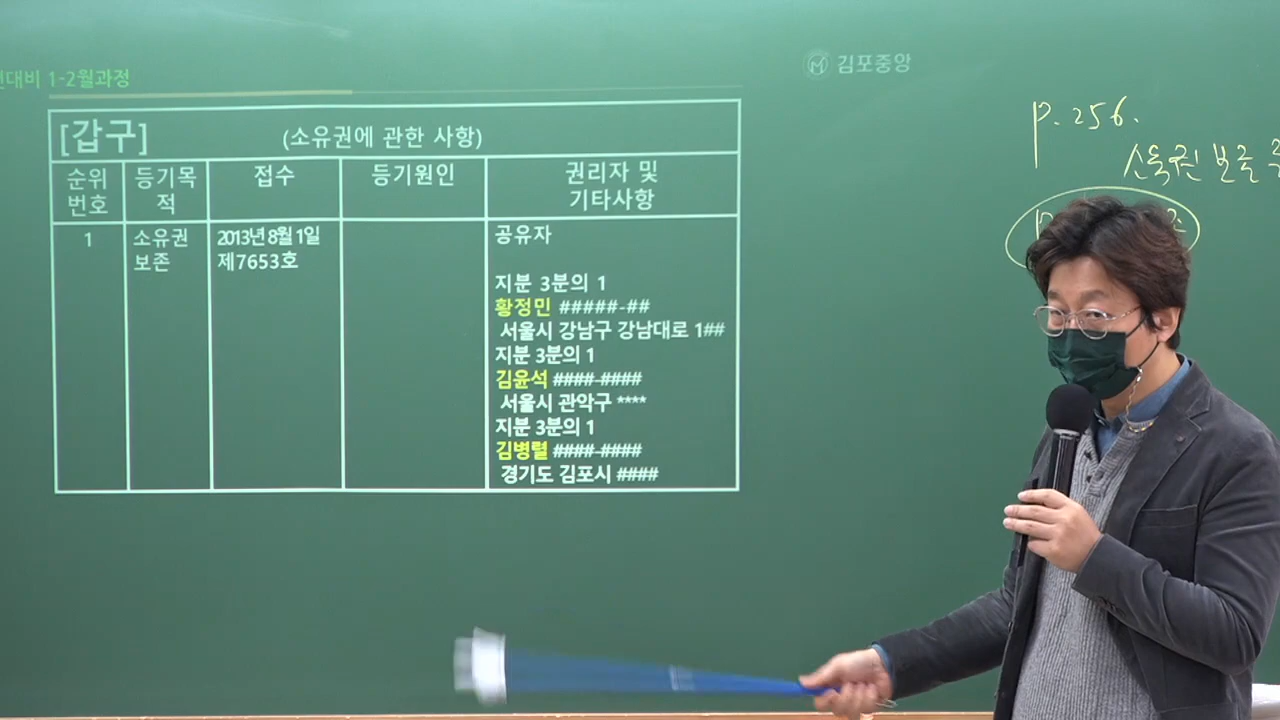 대비 1-2월과정
김포중앙
p. 256.
소유권 보존
[갑구] (소유권에 관한 사항)
순위 번호 등기목적 접수 등기원인 권리자 및 기타사항
1 소유권 보존 2013년 8월 1일 제7653호 공유자
지분 3분의 1
황정민 #####-##
서울시 강남구 강남대로 1##
지분 3분의 1
김윤석 ####-####
서울시 관악구 ****
지분 3분의 1
김병렬 ####-####
경기도 김포시 ####